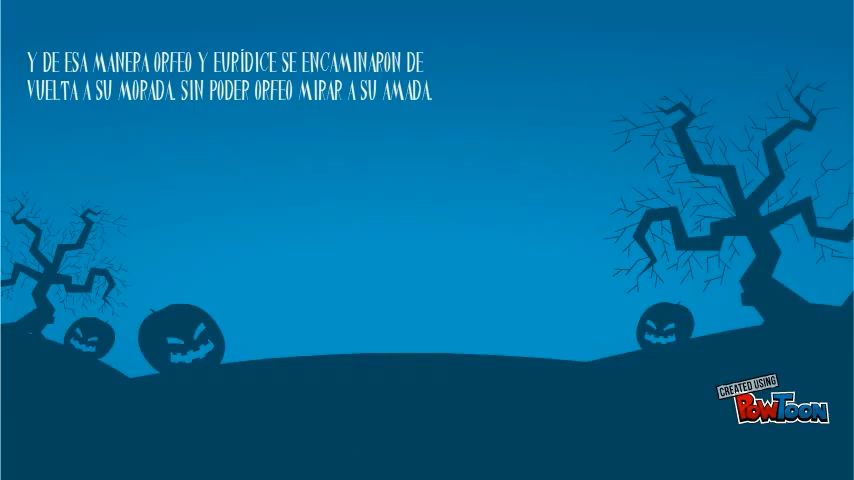 Y DE ESA MANERA ORFEO Y EURÍDICE SE ENCAMINARON DE
VUELTA A SU MORADA. SIN PODER ORFEO MIRAR A SU AMADA.
CREATED USING
POWTOON